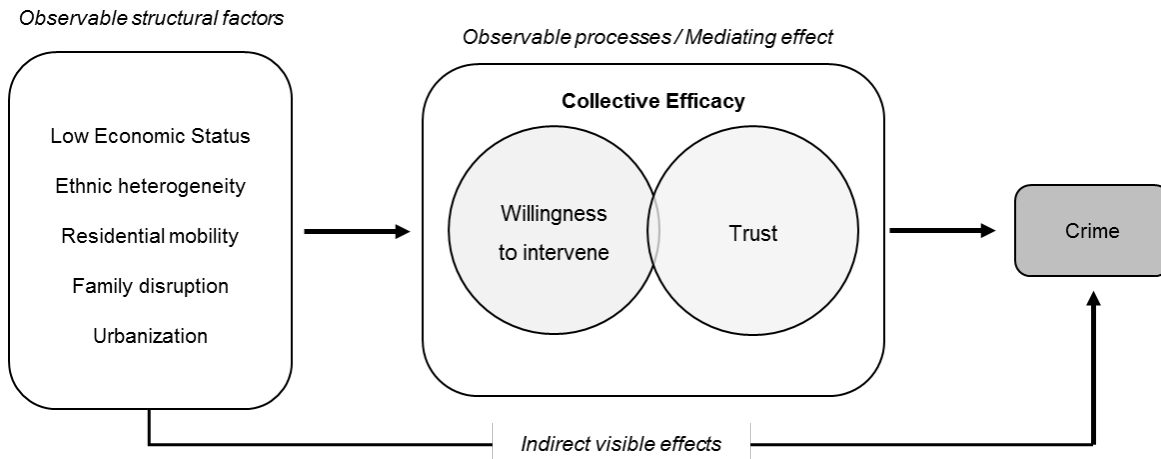 Observable structural factors
Low Economic Status
Ethnic heterogeneity
Residential mobility
Family disruption
Urbanization
Observable processes / Mediating effect
Collective Efficacy
Willingness
to intervene
Trust
Crime
Indirect visible effects